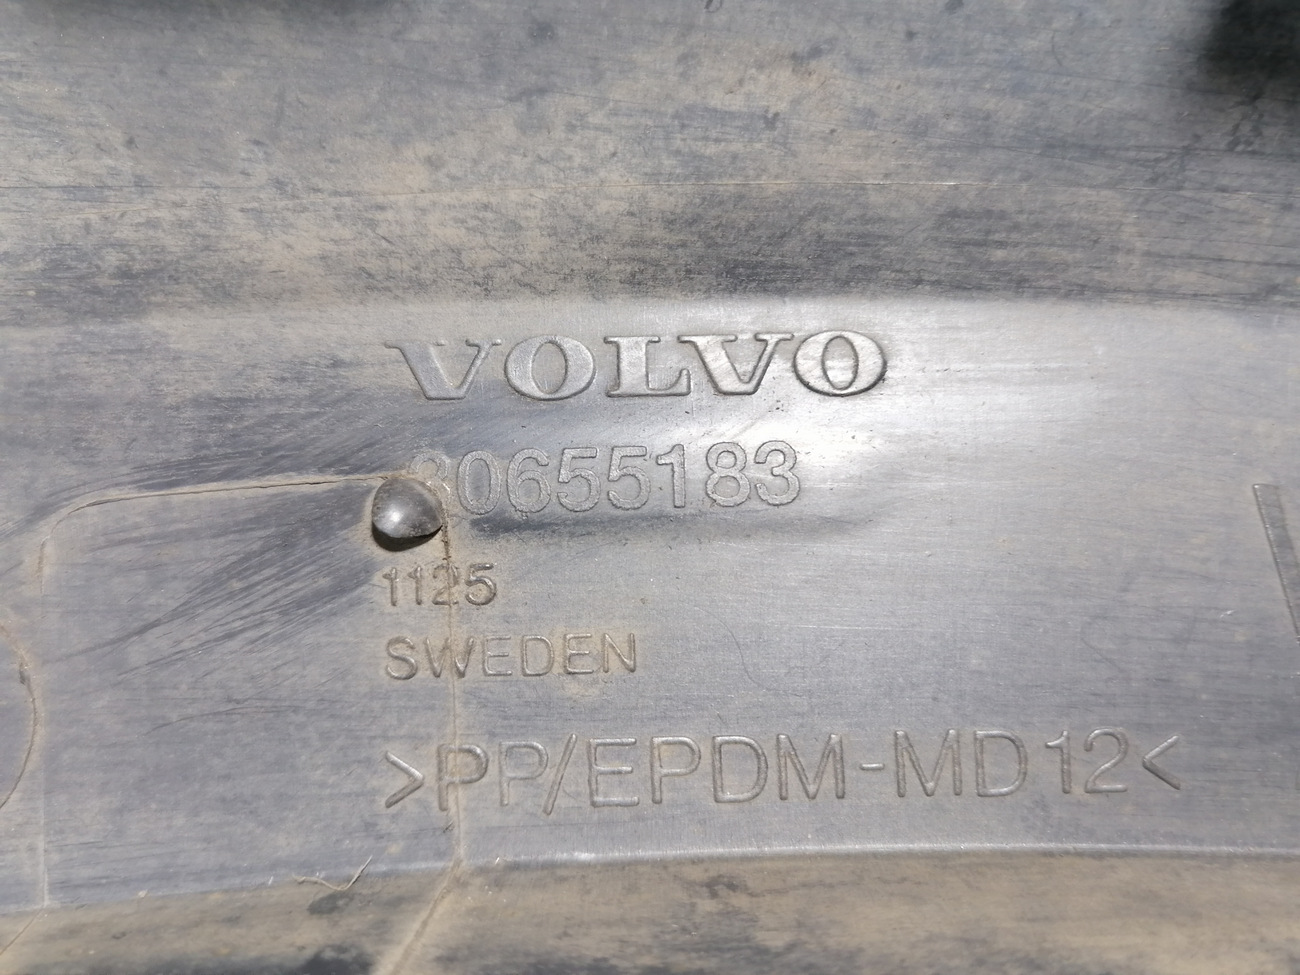 VOLVO
30655183
1125
SWEDEN
>PP/EPDM-MD12<